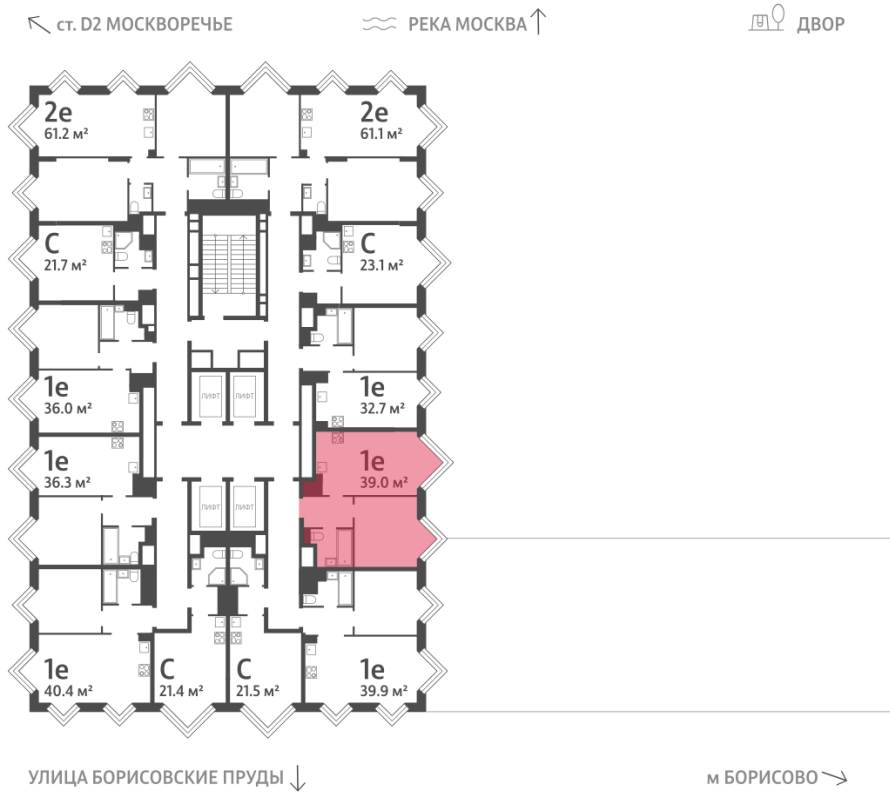 ст. D2 МОСКВОРЕЧЬЕ
РЕКА МОСКВА
ДВОР
2е
61.2 м²
2е
61.1 м²
С
21.7 м²
С
23.1 м²
1е
36.0 м²
1е
32.7 м²
ЛИФТ
ЛИФТ
1е
36.3 м²
1е
39.0 м²
ЛИФТ
ЛИФТ
1е
40.4 м²
С
21.4 м²
С
21.5 м²
1е
39.9 м²
УЛИЦА БОРИСОВСКИЕ ПРУДЫ
м БОРИСОВО